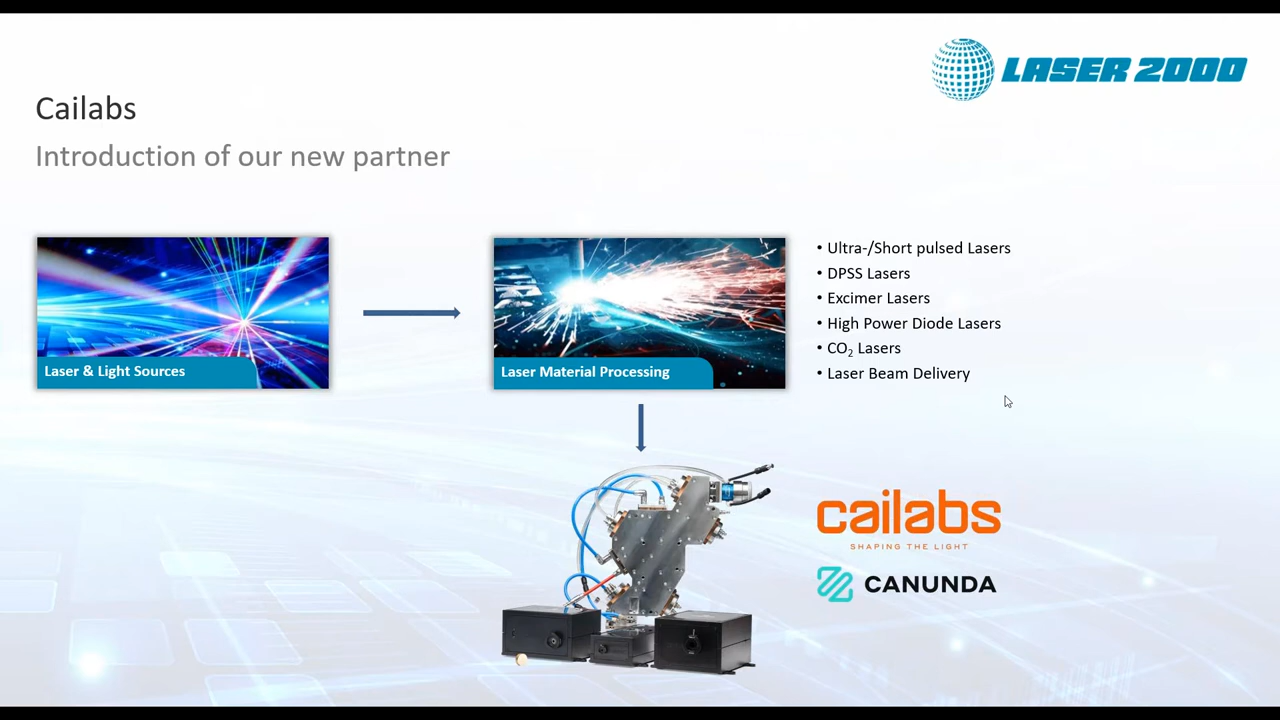 LASER 2000
Cailabs
Introduction of our new partner
Laser & Light Sources
Laser Material Processing
• Ultra-/Short pulsed Lasers
• DPSS Lasers
• Excimer Lasers
• High Power Diode Lasers
• CO₂ Lasers
• Laser Beam Delivery
cailabs
SHAPING THE LIGHT
CANUNDA